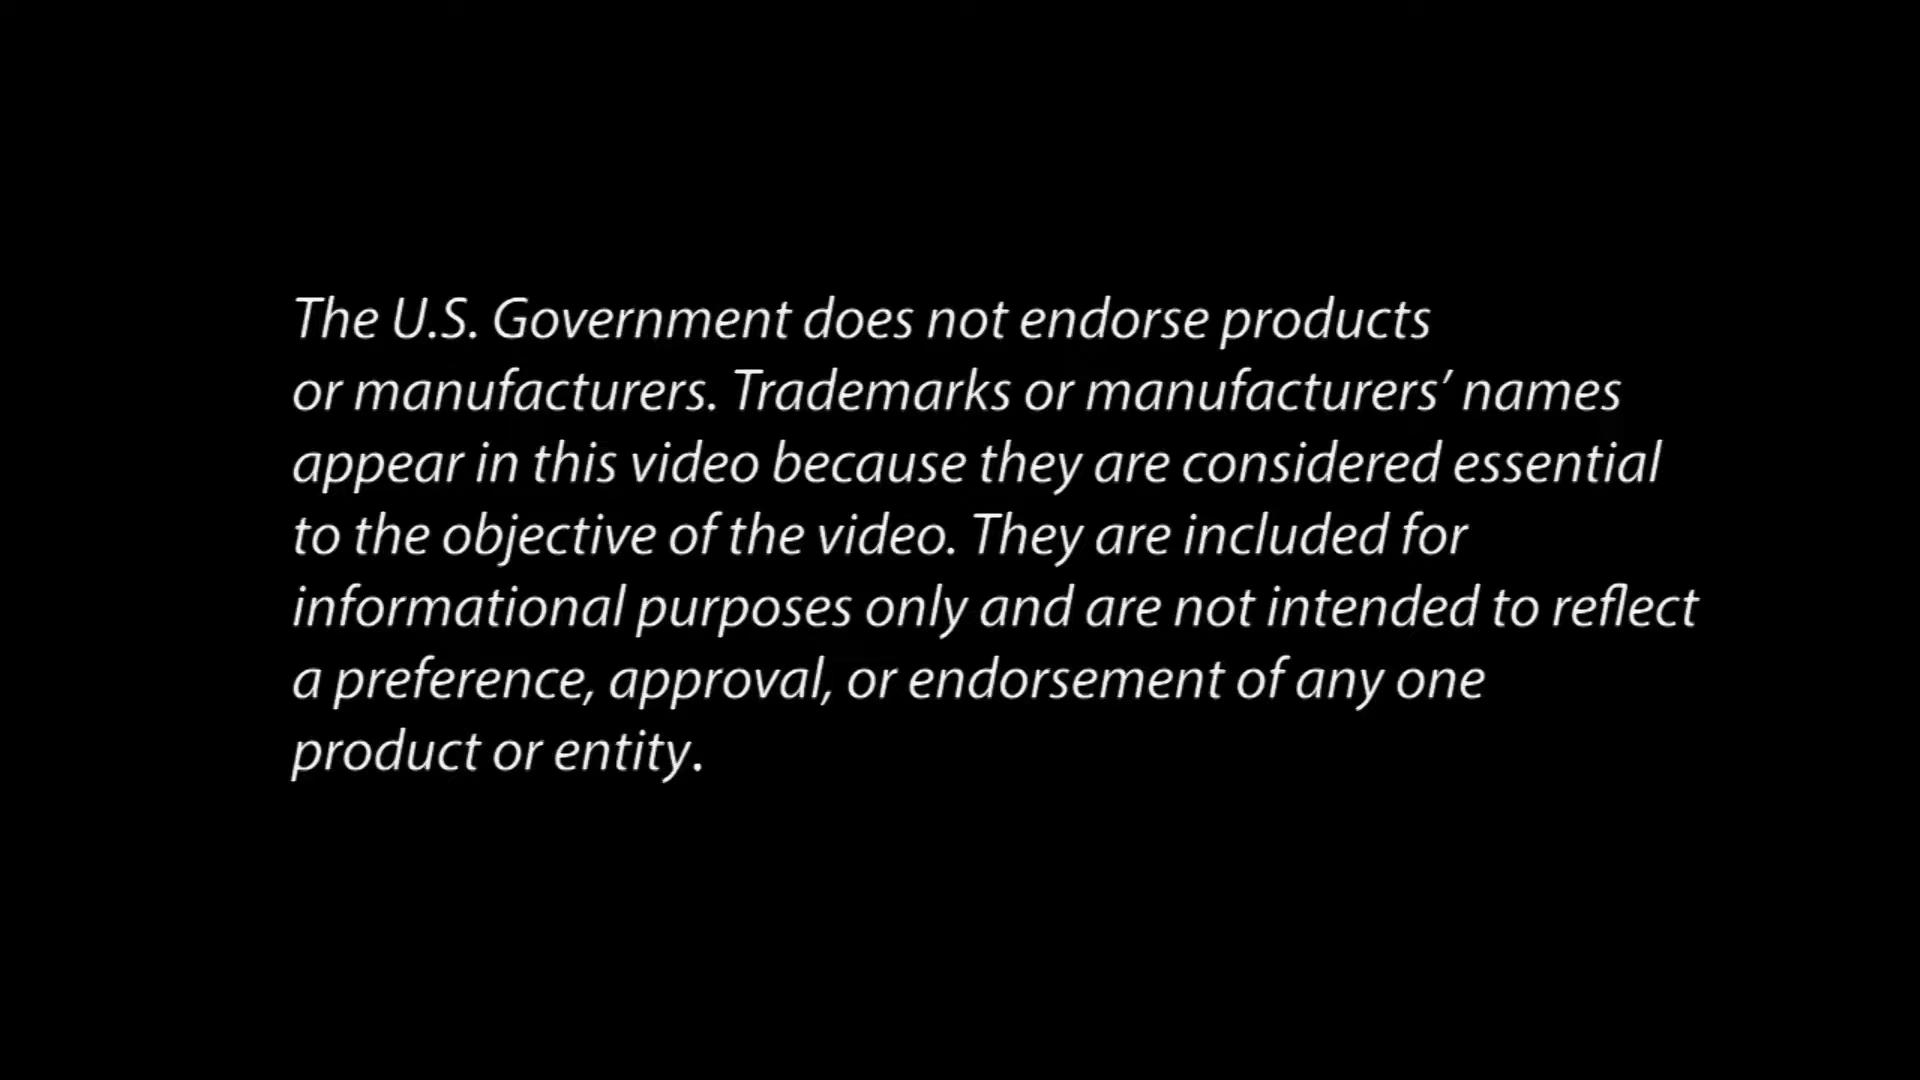 The U.S. Government does not endorse products
or manufacturers. Trademarks or manufacturers’ names
appear in this video because they are considered essential
to the objective of the video. They are included for
informational purposes only and are not intended to reflect
a preference, approval, or endorsement of any one
product or entity.